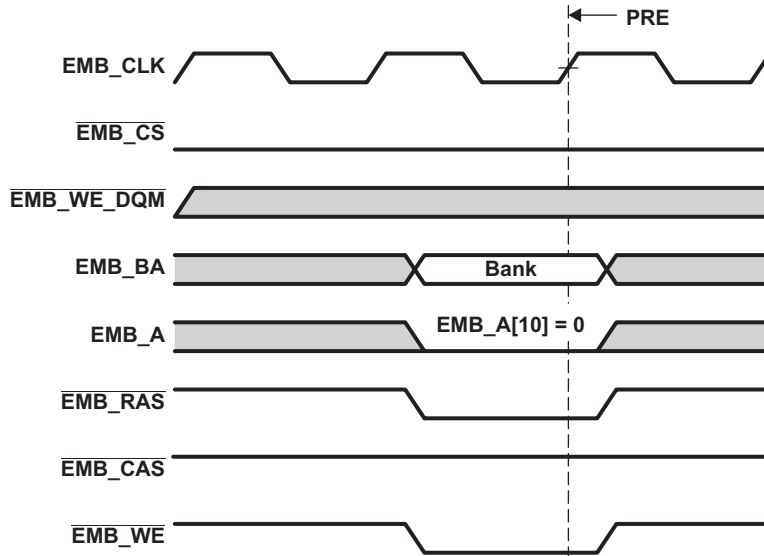 PRE
EMB_CLK
EMB_CS
EMB_WE_DQM
EMB_BA
Bank
EMB_A[10] = 0
EMB_A
EMB_RAS
EMB_CAS
EMB_WE